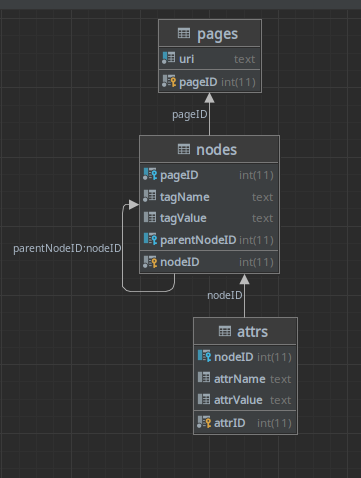 pages
uri text
pageID int(11)
pageID
nodes
pageID int(11)
tagName text
tagValue text
parentNodeID int(11)
nodeID int(11)
parentNodeID:nodeID
nodeID
attrs
nodeID int(11)
attrName text
attrValue text
attrID int(11)